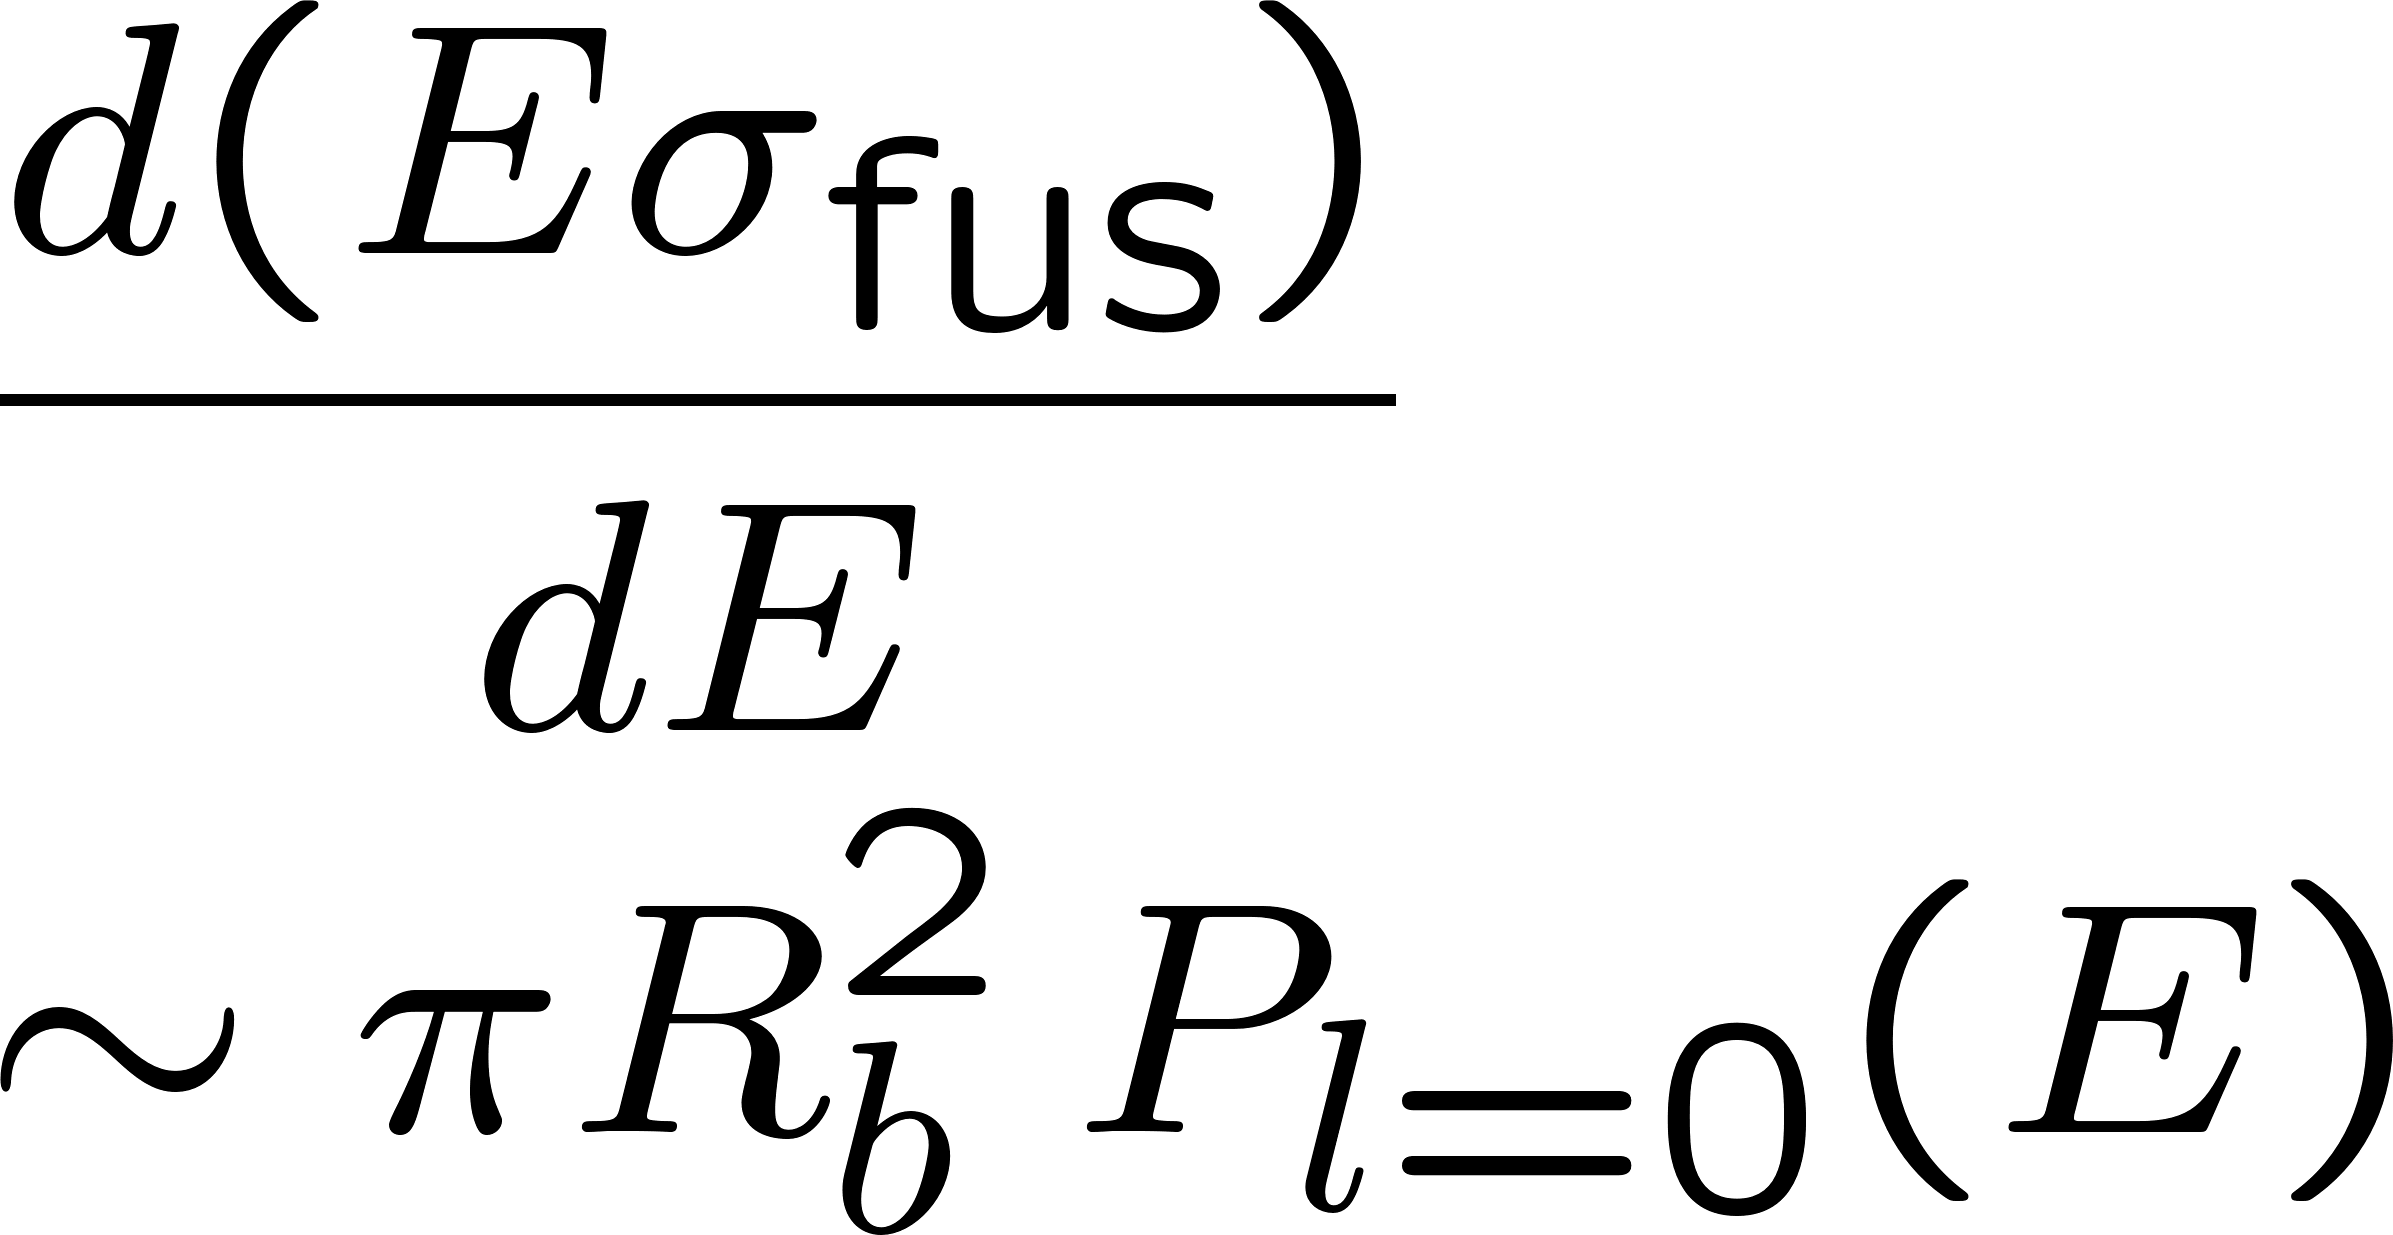 d(Eσ_fus)
dE
∼ πR_b^2 P_{l=0}(E)